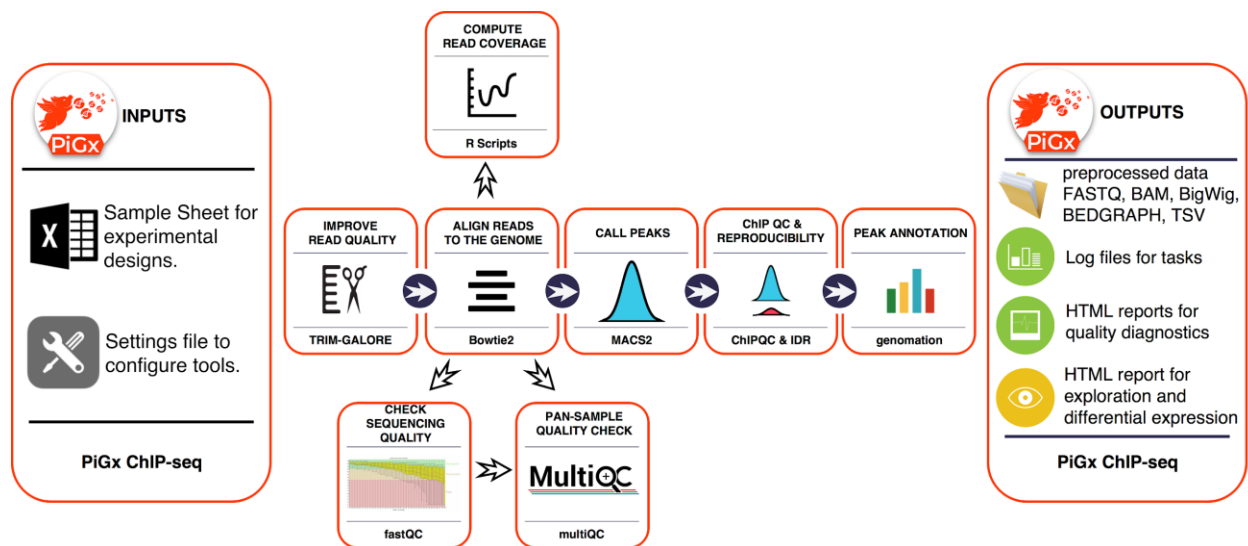 COMPUTE
READ COVERAGE
R Scripts
PiGx
INPUTS
X
Sample Sheet for
experimental
designs.
Settings file to
configure tools.
PiGx ChIP-seq
IMPROVE
READ QUALITY
TRIM-GALORE
ALIGN READS
TO THE GENOME
Bowtie2
CALL PEAKS
MACS2
ChIP QC &
REPRODUCIBILITY
ChIPQC & IDR
PEAK ANNOTATION
genomation
CHECK
SEQUENCING
QUALITY
fastQC
PAN-SAMPLE
QUALITY CHECK
MultiQC
multiQC
PiGx
OUTPUTS
preprocessed data
FASTQ, BAM, BigWig,
BEDGRAPH, TSV
Log files for tasks
HTML reports for
quality diagnostics
HTML report for
exploration and
differential expression
PiGx ChIP-seq